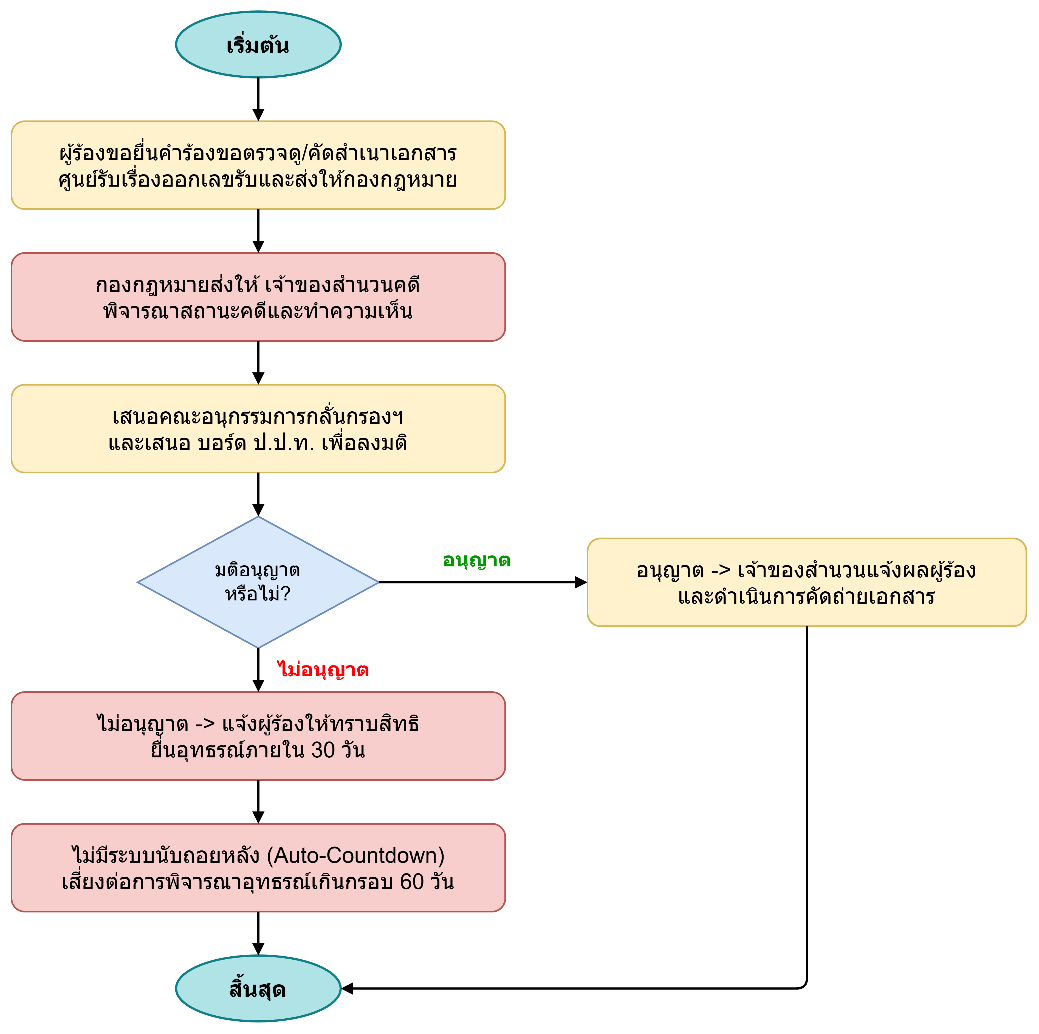 เริ่มต้น
ผู้ร้องขอยื่นคำร้องขอตรวจดู/คัดสำเนาเอกสาร
ศูนย์รับเรื่องออกเลขรับและส่งให้กองกฎหมาย
กองกฎหมายส่งให้ เจ้าของสำนวนคดี
พิจารณาสถานะคดีและทำความเห็น
เสนอคณะอนุกรรมการกลั่นกรองฯ
และเสนอ บอร์ด ป.ป.ท. เพื่อลงมติ
มติอนุญาต
หรือไม่?
อนุญาต
อนุญาต -> เจ้าของสำนวนแจ้งผลผู้ร้อง
และดำเนินการคัดถ่ายเอกสาร
ไม่อนุญาต
ไม่อนุญาต -> แจ้งผู้ร้องให้ทราบสิทธิ
ยื่นอุทธรณ์ภายใน 30 วัน
ไม่มีระบบนับถอยหลัง (Auto-Countdown)
เสี่ยงต่อการพิจารณาอุทธรณ์เกินกรอบ 60 วัน
สิ้นสุด